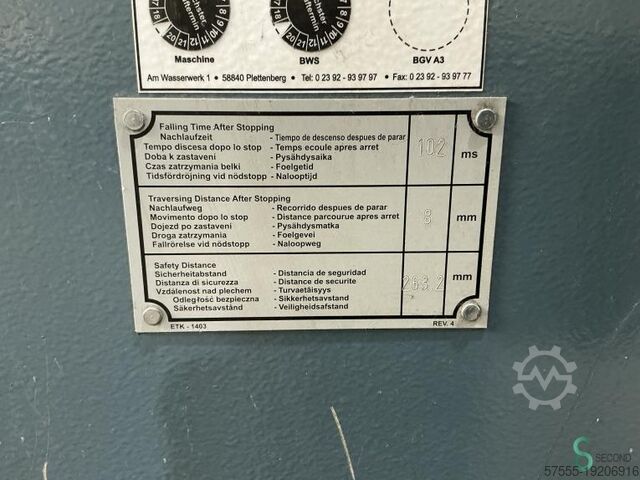 Maschine BWS BGV A3
Am Wasserwerk 1 • 58840 Plettenberg • Tel: 0 23 92 - 93 97 97 • Fax: 0 23 92 - 93 97 77
Falling Time After Stopping
Nachlaufzeit - Tiempo de descenso despues de parar
Tempo discesa dopo lo stop - Temps ecoule apres arret
Doba k zastaveni - Pysähdysaika
Czas zatrzymania belki - Foelgetid
Tidsfördröjning vid nödstopp - Nalooptijd
102 ms
Traversing Distance After Stopping
Nachlaufweg - Recorrido despues de parar
Movimento dopo lo stop - Distance parcourue apres arret
Dojezd po zastaveni - Pysähdysmatka
Droga zatrzymania - Foelgevei
Fallrörelse vid nödstopp - Naloopweg
8 mm
Safety Distance
Sicherheitabstand - Distancia de seguridad
Distanza di sicurezza - Distance de securite
Vzdálenost nad plechem - Turvaetäisyys
Odległość bezpieczna - Sikkerhetsavstand
Säkerhetsavstånd - Veiligheidsafstand
263.2 mm
ETK - 1403 REV. 4
SECOND
57555-19206916